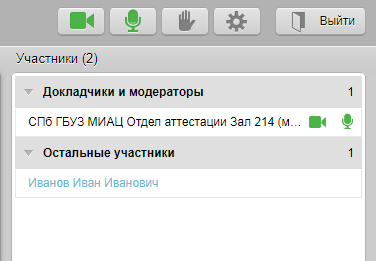 Выйти
Участники (2)
Докладчики и модераторы 1
СПб ГБУЗ МИАЦ Отдел аттестации Зал 214 (м...
Остальные участники 1
Иванов Иван Иванович